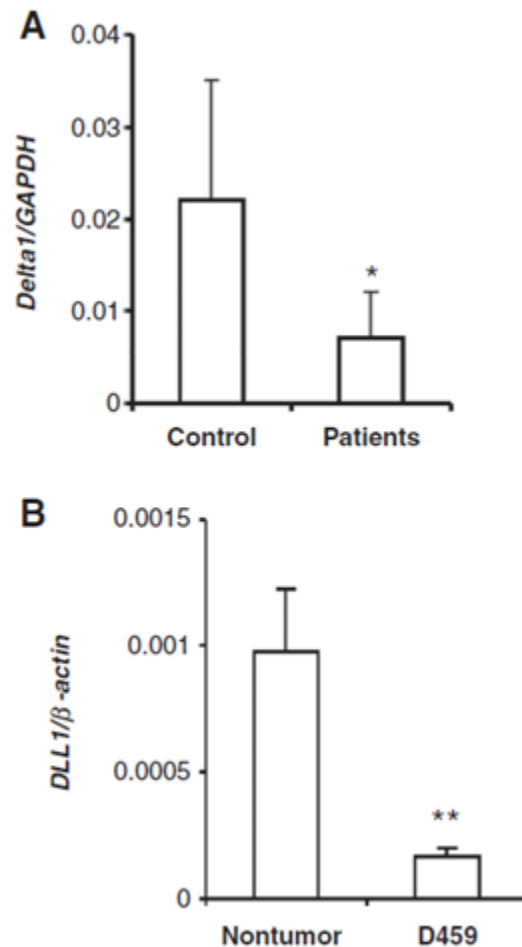 A
0.04
0.03
0.02
0.01
0
Delta1/GAPDH
*
Control Patients
B
0.0015
0.001
0.0005
0
DLL1/β-actin
**
Nontumor D459